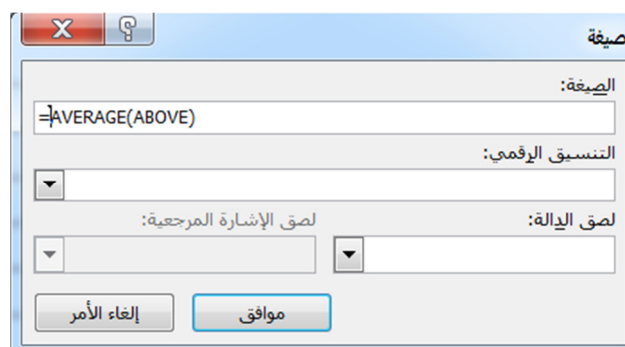 صيغة
الصيغة:
=AVERAGE(ABOVE)
التنسيق الرقمي:
لصق الدالة:
لصق الإشارة المرجعية:
موافق
إلغاء الأمر